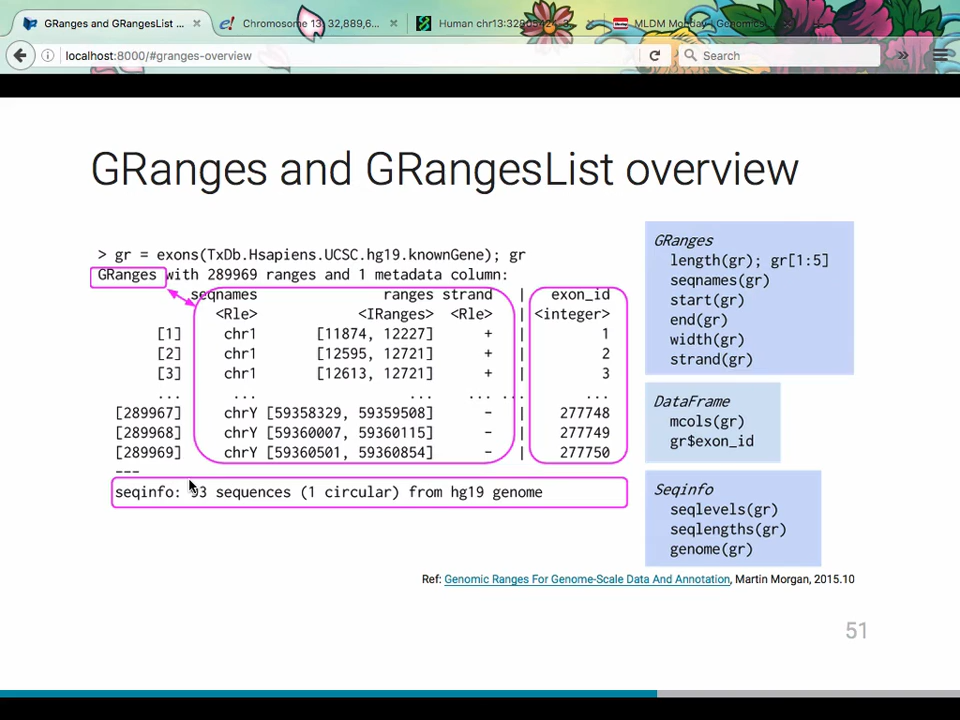 GRanges and GRangesList ...
Chromosome 13: 32,889,6...
MLDM Monday
localhost:8000/#granges-overview
Search
GRanges and GRangesList overview
> gr = exons(TxDb.Hsapiens.UCSC.hg19.knownGene); gr
GRanges with 289969 ranges and 1 metadata column:
seqnames ranges strand | exon_id
<Rle> <IRanges> <Rle> | <integer>
[1] chr1 [11874, 12227] + | 1
[2] chr1 [12595, 12721] + | 2
[3] chr1 [12613, 12721] + | 3
... ... ... ... ... ...
[289967] chrY [59358329, 59359508] - | 277748
[289968] chrY [59360007, 59360115] - | 277749
[289969] chrY [59360501, 59360854] - | 277750
---
seqinfo: 93 sequences (1 circular) from hg19 genome
GRanges
length(gr); gr[1:5]
seqnames(gr)
start(gr)
end(gr)
width(gr)
strand(gr)
DataFrame
mcols(gr)
gr$exon_id
Seqinfo
seqlevels(gr)
seqlengths(gr)
genome(gr)
Ref: Genomic Ranges For Genome-Scale Data And Annotation, Martin Morgan, 2015.10
51